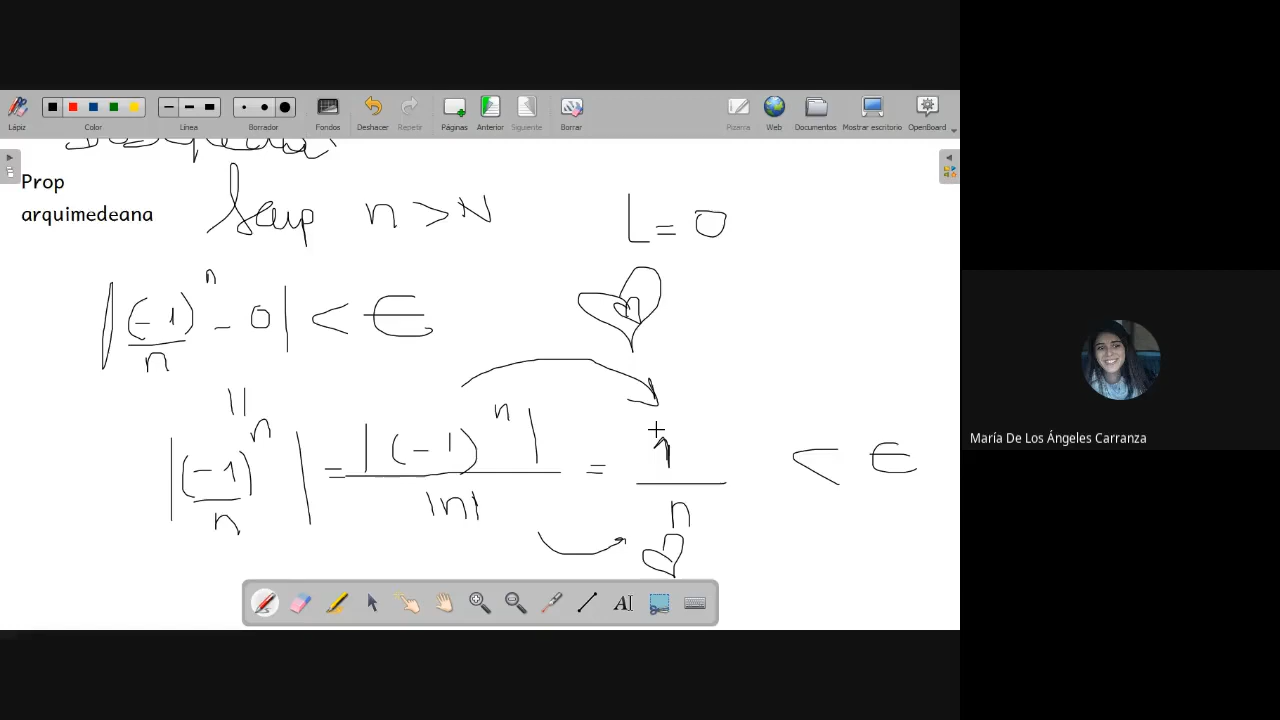 Lápiz Color Línea Borrador Fondos Deshacer Repetir Páginas Anterior Siguiente Borrar Pizarra Web Documentos Mostrar escritorio OpenBoard
Prop
arquimedeana
Sup n > N L = 0
|(-1)^n/n - 0| < ϵ
n
||
|(-1)^n/n| = |(-1)^n|/|n| = 1/n < ϵ
María De Los Ángeles Carranza